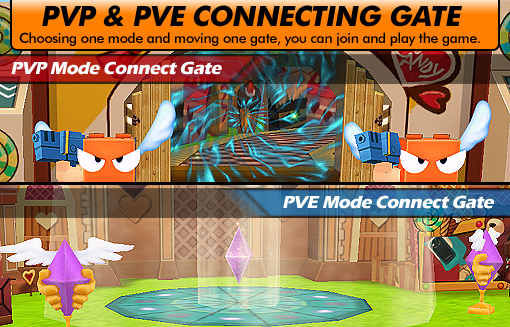 PVP & PVE CONNECTING GATE
Choosing one mode and moving one gate, you can join and play the game.
PVP Mode Connect Gate
PVE Mode Connect Gate